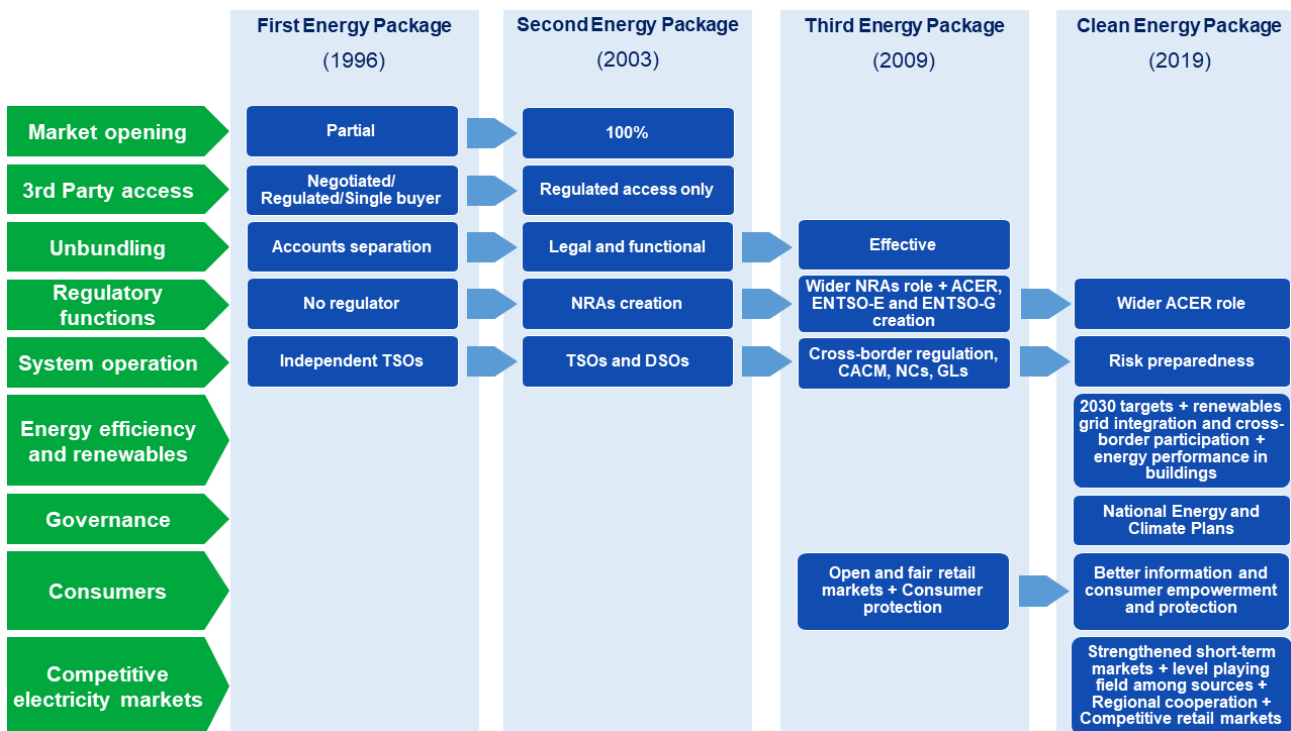 First Energy Package
(1996)
Second Energy Package
(2003)
Third Energy Package
(2009)
Clean Energy Package
(2019)
Market opening
Partial
100%
3rd Party access
Negotiated/
Regulated/Single buyer
Regulated access only
Unbundling
Accounts separation
Legal and functional
Effective
Regulatory
functions
No regulator
NRAs creation
Wider NRAs role + ACER,
ENTSO-E and ENTSO-G
creation
Wider ACER role
System operation
Independent TSOs
TSOs and DSOs
Cross-border regulation,
CACM, NCs, GLs
Risk preparedness
Energy efficiency
and renewables
2030 targets + renewables
grid integration and cross-
border participation +
energy performance in
buildings
Governance
National Energy and
Climate Plans
Consumers
Open and fair retail
markets + Consumer
protection
Better information and
consumer empowerment
and protection
Competitive
electricity markets
Strengthened short-term
markets + level playing
field among sources +
Regional cooperation +
Competitive retail markets